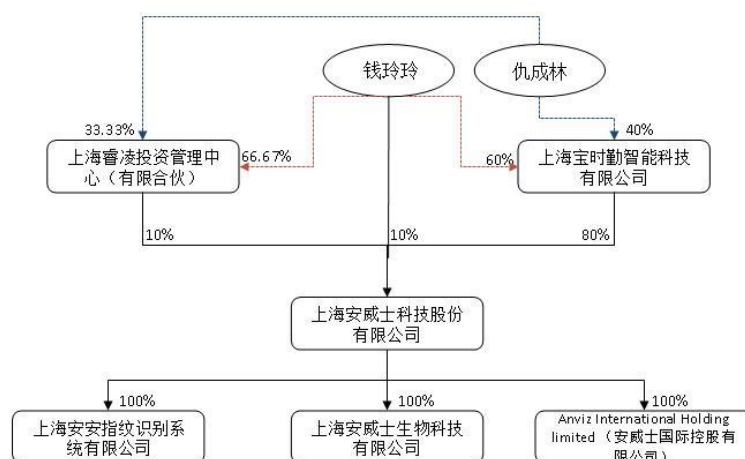 钱玲玲
仇成林
33.33%
40%
上海睿凌投资管理中
心（有限合伙）
66.67%
60%
上海宝时勤智能科技
有限公司
10%
10%
80%
上海安威士科技股份
有限公司
100%
100%
100%
上海安安指纹识别系
统有限公司
上海安威士生物科技
有限公司
Anviz International Holding
limited（安威士国际控股有
限公司）